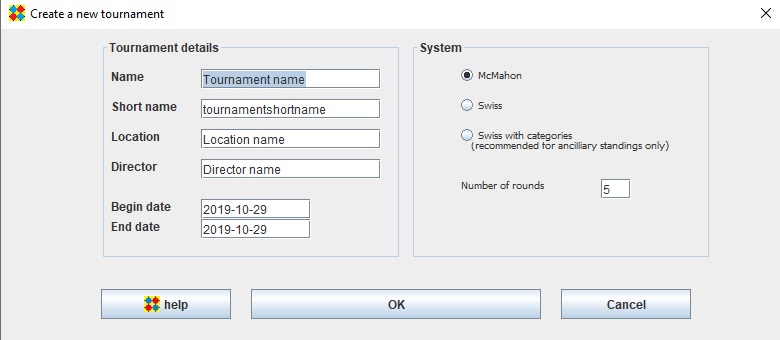 Create a new tournament
Tournament details
Name
Tournament name
Short name
tournamentshortname
Location
Location name
Director
Director name
Begin date
2019-10-29
End date
2019-10-29
System
McMahon
Swiss
Swiss with categories
(recommended for ancilliary standings only)
Number of rounds
5
help
OK
Cancel